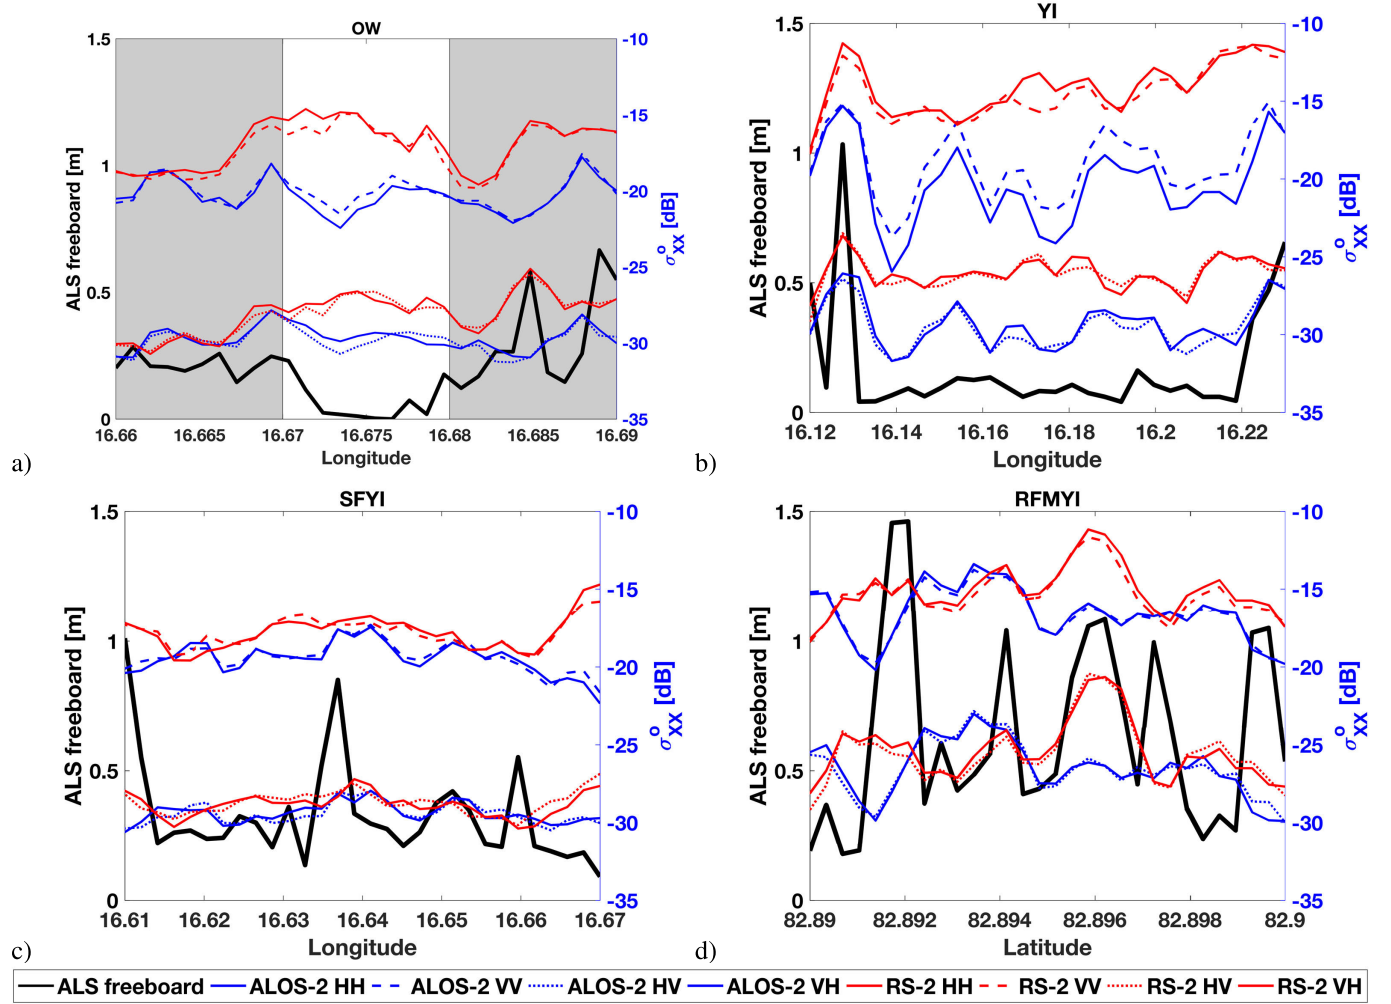 OW
1.5
1
0.5
0
ALS freeboard [m]
-10
-15
-20
-25
-30
-35
σ°XX [dB]
16.66 16.665 16.67 16.675 16.68 16.685 16.69
Longitude
a)
YI
1.5
1
0.5
0
ALS freeboard [m]
-10
-15
-20
-25
-30
-35
σ°XX [dB]
16.12 16.14 16.16 16.18 16.2 16.22
Longitude
b)
SFYI
1.5
1
0.5
0
ALS freeboard [m]
-10
-15
-20
-25
-30
-35
σ°XX [dB]
16.61 16.62 16.63 16.64 16.65 16.66 16.67
Longitude
c)
RFMYI
1.5
1
0.5
0
ALS freeboard [m]
-10
-15
-20
-25
-30
-35
σ°XX [dB]
82.89 82.892 82.894 82.896 82.898 82.9
Latitude
d)
ALS freeboard ALOS-2 HH ALOS-2 VV ALOS-2 HV ALOS-2 VH RS-2 HH RS-2 VV RS-2 HV RS-2 VH